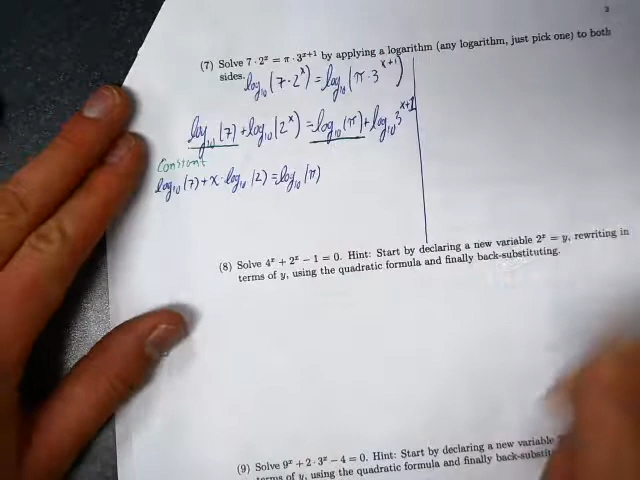 3
(7) Solve 7 · 2^x = π · 3^{x+1} by applying a logarithm (any logarithm, just pick one) to both
sides. log₁₀(7·2^x) = log₁₀(π·3^{x+1})
log₁₀(7) + log₁₀(2^x) = log₁₀(π) + log₁₀ 3^{x+1}
Constant
log₁₀(7) + x · log₁₀(2) = log₁₀(π)
(8) Solve 4^x + 2^x − 1 = 0. Hint: Start by declaring a new variable 2^x = y, rewriting in
terms of y, using the quadratic formula and finally back-substituting.
(9) Solve 9^x + 2 · 3^x − 4 = 0. Hint: Start by declaring a new variable
terms of y, using the quadratic formula and finally